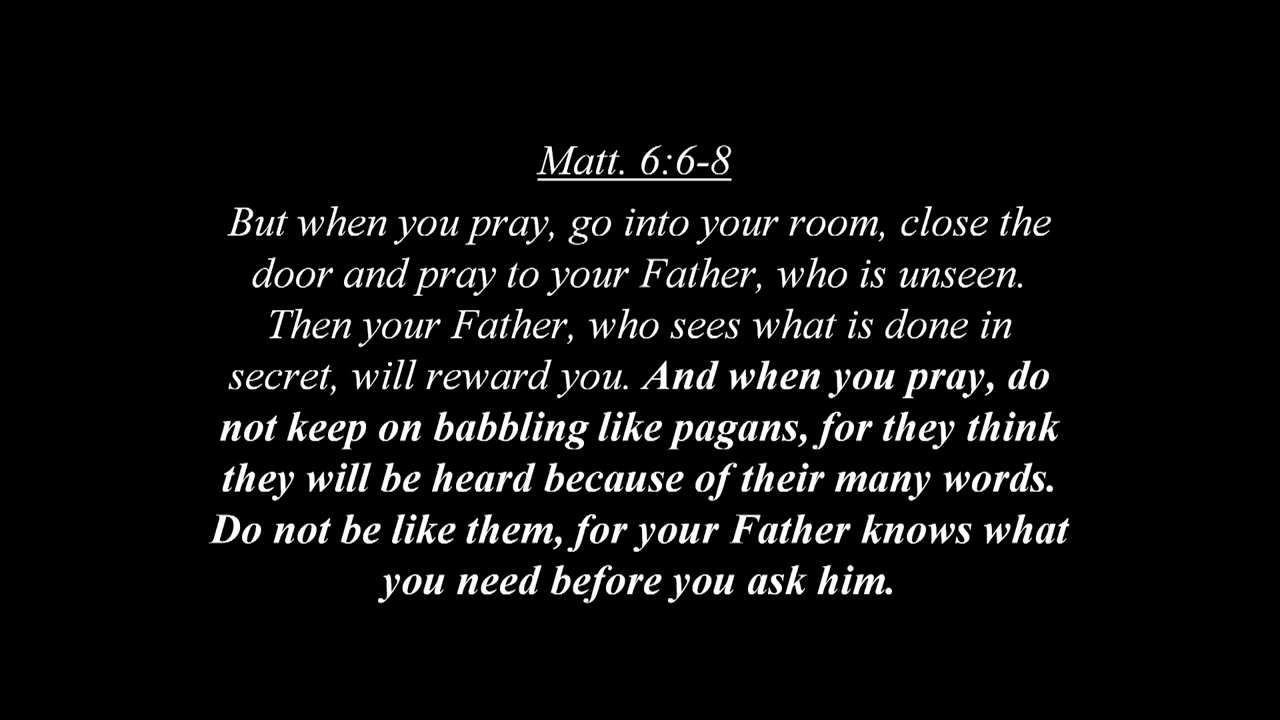 Matt. 6:6-8
But when you pray, go into your room, close the
door and pray to your Father, who is unseen.
Then your Father, who sees what is done in
secret, will reward you. And when you pray, do
not keep on babbling like pagans, for they think
they will be heard because of their many words.
Do not be like them, for your Father knows what
you need before you ask him.